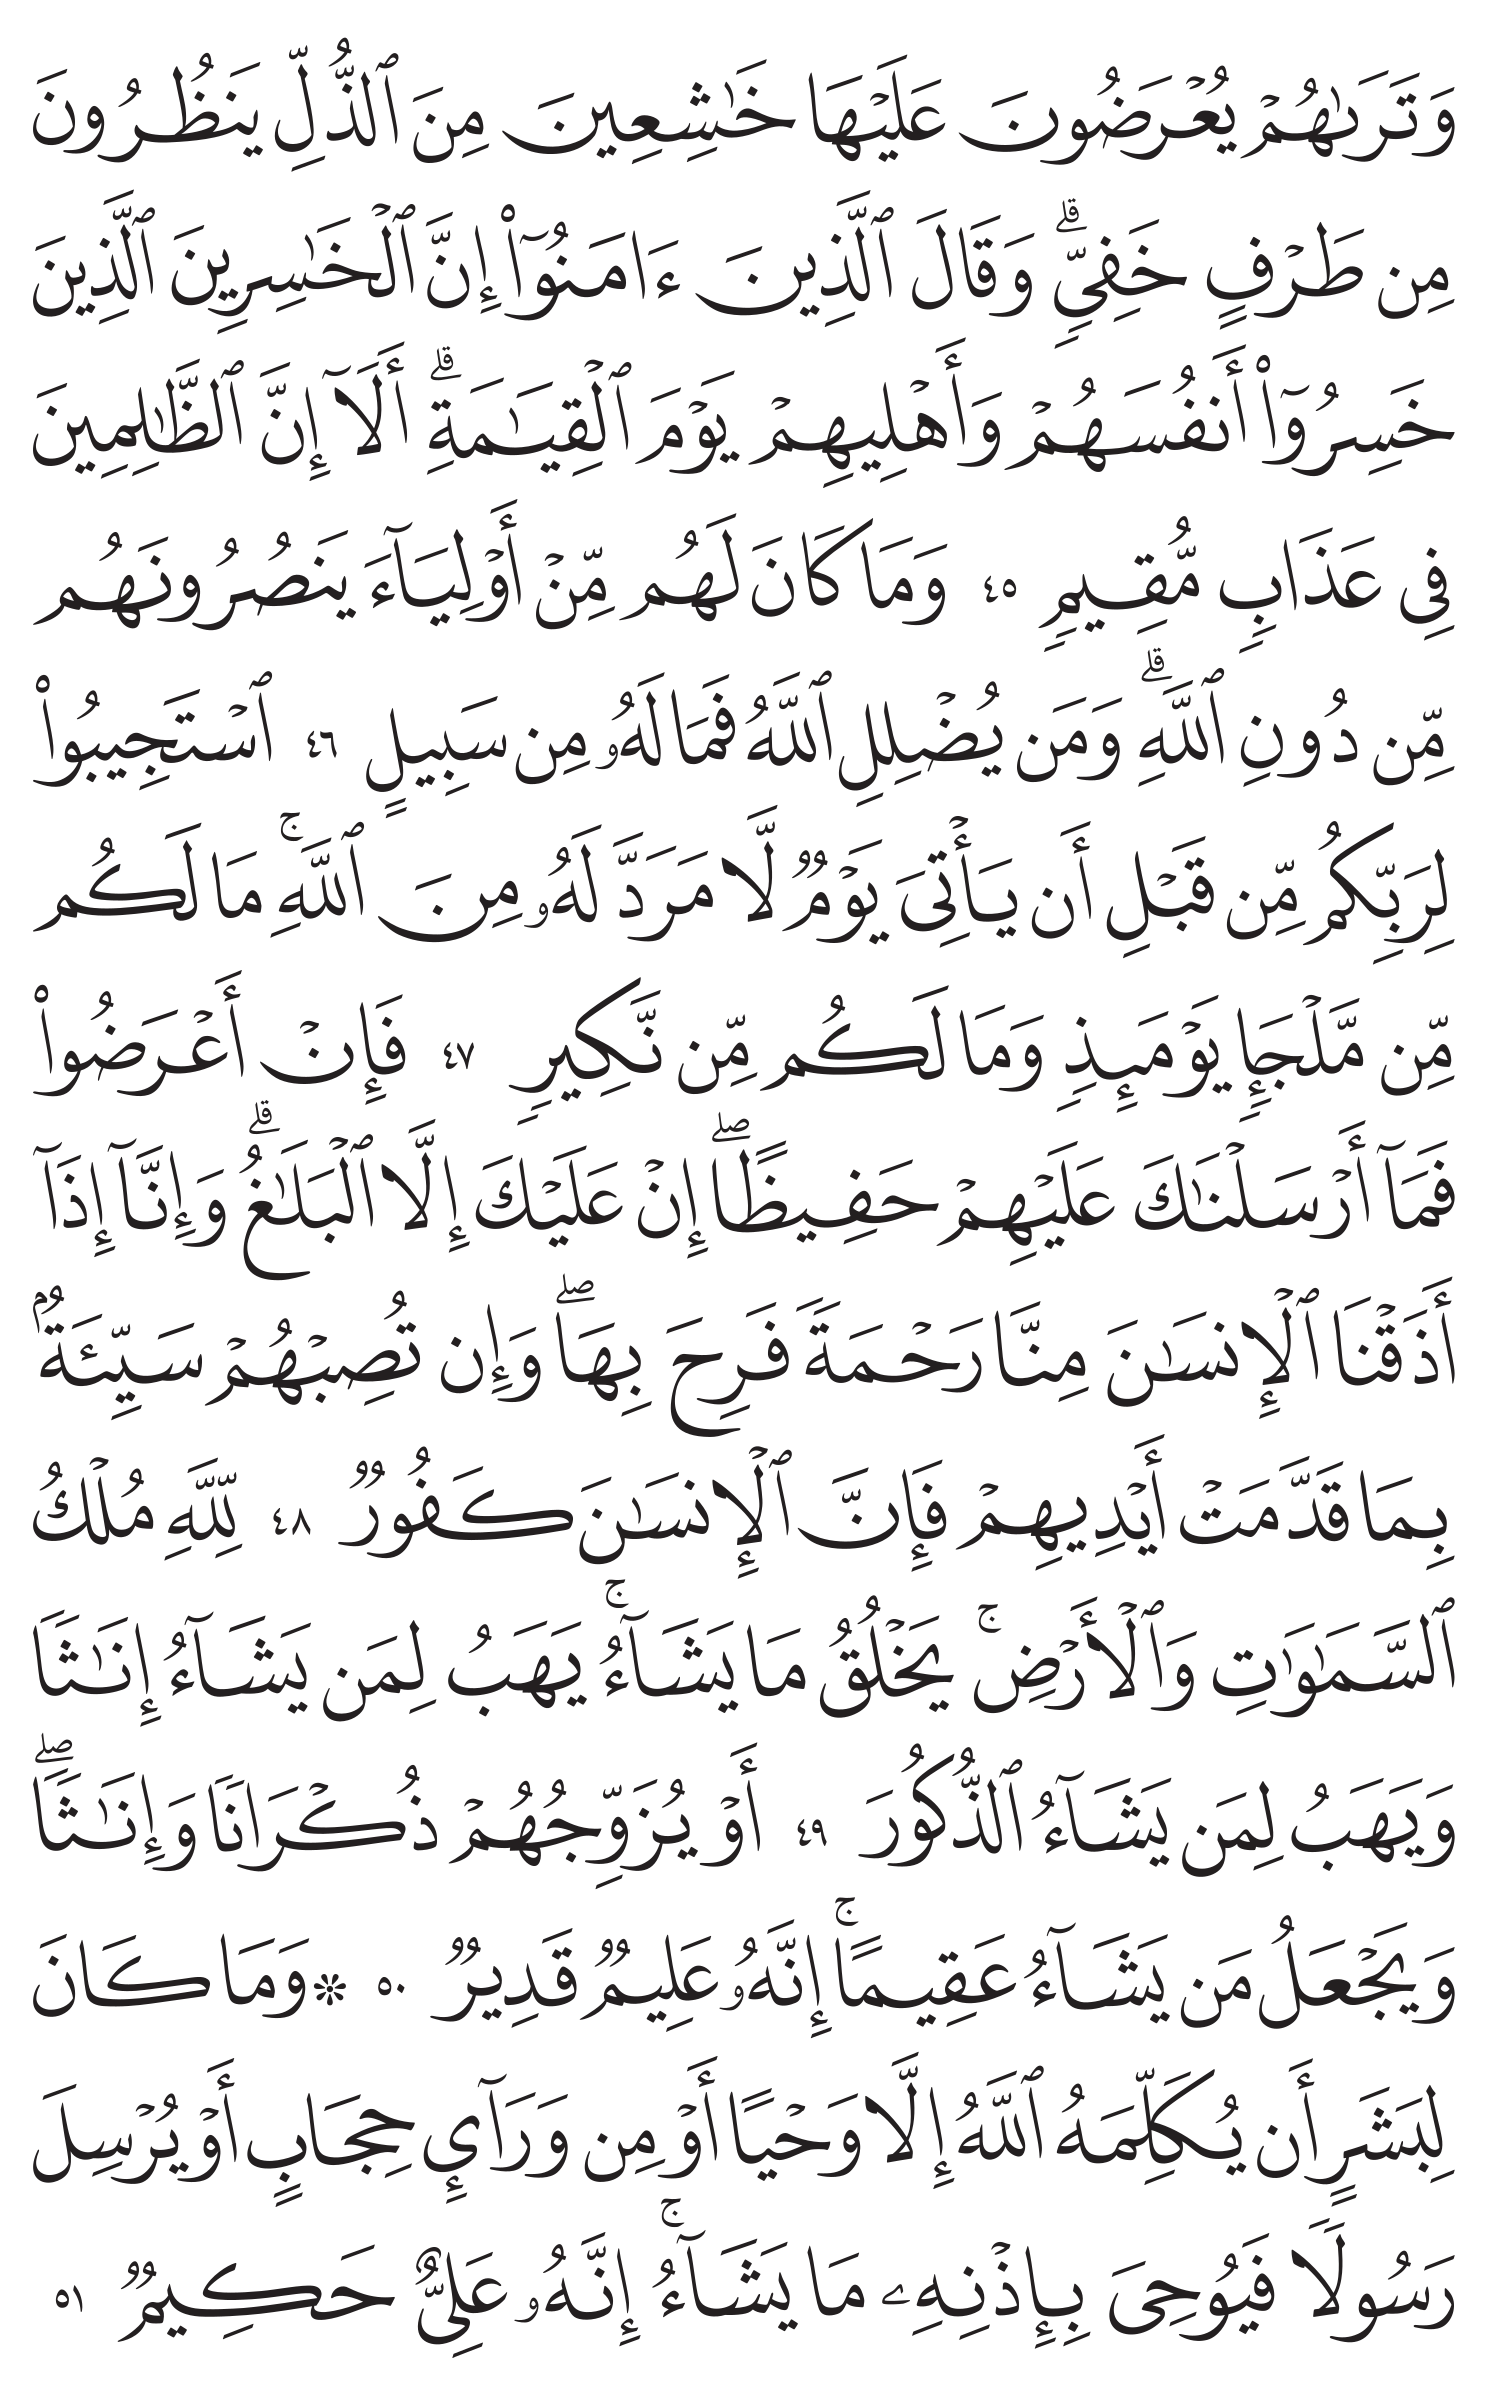 وَتَرَىٰهُمْ يُعْرَضُونَ عَلَيْهَا خَٰشِعِينَ مِنَ ٱلذُّلِّ يَنظُرُونَ
مِن طَرْفٍ خَفِيٍّ ۗ وَقَالَ ٱلَّذِينَ ءَامَنُوٓا۟ إِنَّ ٱلْخَٰسِرِينَ ٱلَّذِينَ
خَسِرُوٓا۟ أَنفُسَهُمْ وَأَهْلِيهِمْ يَوْمَ ٱلْقِيَٰمَةِ ۗ أَلَآ إِنَّ ٱلظَّٰلِمِينَ
فِى عَذَابٍ مُّقِيمٍ ٤٥ وَمَا كَانَ لَهُم مِّنْ أَوْلِيَآءَ يَنصُرُونَهُم
مِّن دُونِ ٱللَّهِ ۗ وَمَن يُضْلِلِ ٱللَّهُ فَمَا لَهُۥ مِن سَبِيلٍ ٤٦ ٱسْتَجِيبُوا۟
لِرَبِّكُم مِّن قَبْلِ أَن يَأْتِىَ يَوْمٌ لَّا مَرَدَّ لَهُۥ مِنَ ٱللَّهِ ۚ مَا لَكُم
مِّن مَّلْجَإٍ يَوْمَئِذٍ وَمَا لَكُم مِّن نَّكِيرٍ ٤٧ فَإِنْ أَعْرَضُوا۟
فَمَآ أَرْسَلْنَٰكَ عَلَيْهِمْ حَفِيظًا ۖ إِنْ عَلَيْكَ إِلَّا ٱلْبَلَٰغُ ۗ وَإِنَّآ إِذَآ
أَذَقْنَا ٱلْإِنسَٰنَ مِنَّا رَحْمَةً فَرِحَ بِهَا ۖ وَإِن تُصِبْهُمْ سَيِّئَةٌۢ
بِمَا قَدَّمَتْ أَيْدِيهِمْ فَإِنَّ ٱلْإِنسَٰنَ كَفُورٌ ٤٨ لِّلَّهِ مُلْكُ
ٱلسَّمَٰوَٰتِ وَٱلْأَرْضِ ۚ يَخْلُقُ مَا يَشَآءُ ۚ يَهَبُ لِمَن يَشَآءُ إِنَٰثًا
وَيَهَبُ لِمَن يَشَآءُ ٱلذُّكُورَ ٤٩ أَوْ يُزَوِّجُهُمْ ذُكْرَانًا وَإِنَٰثًا ۖ
وَيَجْعَلُ مَن يَشَآءُ عَقِيمًا ۚ إِنَّهُۥ عَلِيمٌ قَدِيرٌ ٥٠ ۞ وَمَا كَانَ
لِبَشَرٍ أَن يُكَلِّمَهُ ٱللَّهُ إِلَّا وَحْيًا أَوْ مِن وَرَآئِ حِجَابٍ أَوْ يُرْسِلَ
رَسُولًا فَيُوحِىَ بِإِذْنِهِۦ مَا يَشَآءُ ۚ إِنَّهُۥ عَلِىٌّ حَكِيمٌ ٥١